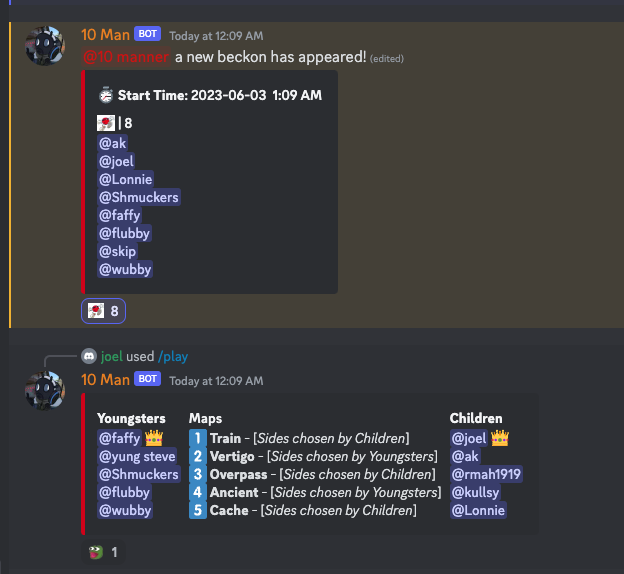 10 Man BOT Today at 12:09 AM
@10 manner a new beckon has appeared! (edited)
Start Time: 2023-06-03 1:09 AM
| 8
@ak
@joel
@Lonnie
@Shmuckers
@faffy
@flubby
@skip
@wubby
8
joel used /play
10 Man BOT Today at 12:09 AM
Youngsters Maps Children
@faffy 1 Train - [Sides chosen by Children] @joel
@yung steve 2 Vertigo - [Sides chosen by Youngsters] @ak
@Shmuckers 3 Overpass - [Sides chosen by Children] @rmah1919
@flubby 4 Ancient - [Sides chosen by Youngsters] @kullsy
@wubby 5 Cache - [Sides chosen by Children] @Lonnie
1